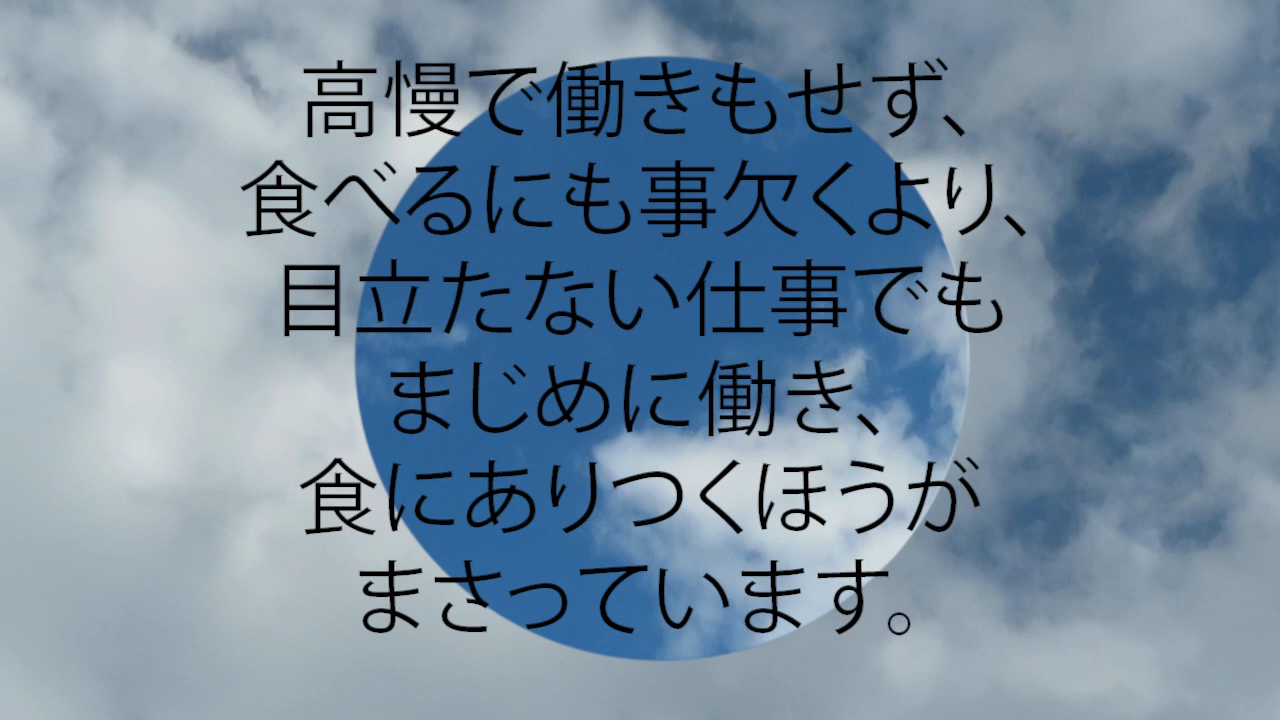 高慢で働きもせず、
食べるにも事欠くより、
目立たない仕事でも
まじめに働き、
食にありつくほうが
まさっています。